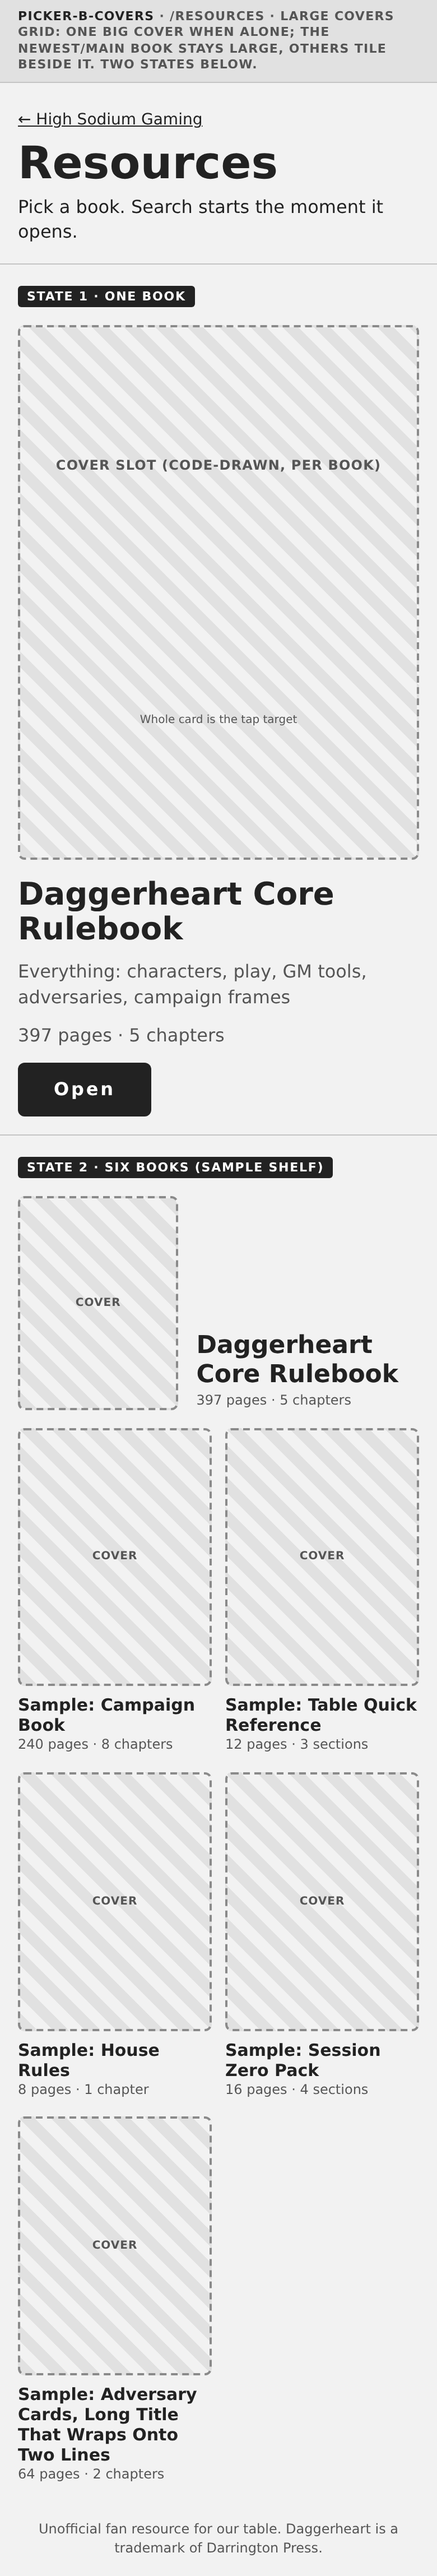 PICKER-B-COVERS · /RESOURCES · LARGE COVERS
GRID: ONE BIG COVER WHEN ALONE; THE
NEWEST/MAIN BOOK STAYS LARGE, OTHERS TILE
BESIDE IT. TWO STATES BELOW.
← High Sodium Gaming
Resources
Pick a book. Search starts the moment it
opens.
STATE 1 · ONE BOOK
COVER SLOT (CODE-DRAWN, PER BOOK)
Whole card is the tap target
Daggerheart Core
Rulebook
Everything: characters, play, GM tools,
adversaries, campaign frames
397 pages · 5 chapters
Open
STATE 2 · SIX BOOKS (SAMPLE SHELF)
COVER
Daggerheart
Core Rulebook
397 pages · 5 chapters
COVER
Sample: Campaign
Book
240 pages · 8 chapters
COVER
Sample: Table Quick
Reference
12 pages · 3 sections
COVER
Sample: House
Rules
8 pages · 1 chapter
COVER
Sample: Session
Zero Pack
16 pages · 4 sections
COVER
Sample: Adversary
Cards, Long Title
That Wraps Onto
Two Lines
64 pages · 2 chapters
Unofficial fan resource for our table. Daggerheart is a
trademark of Darrington Press.